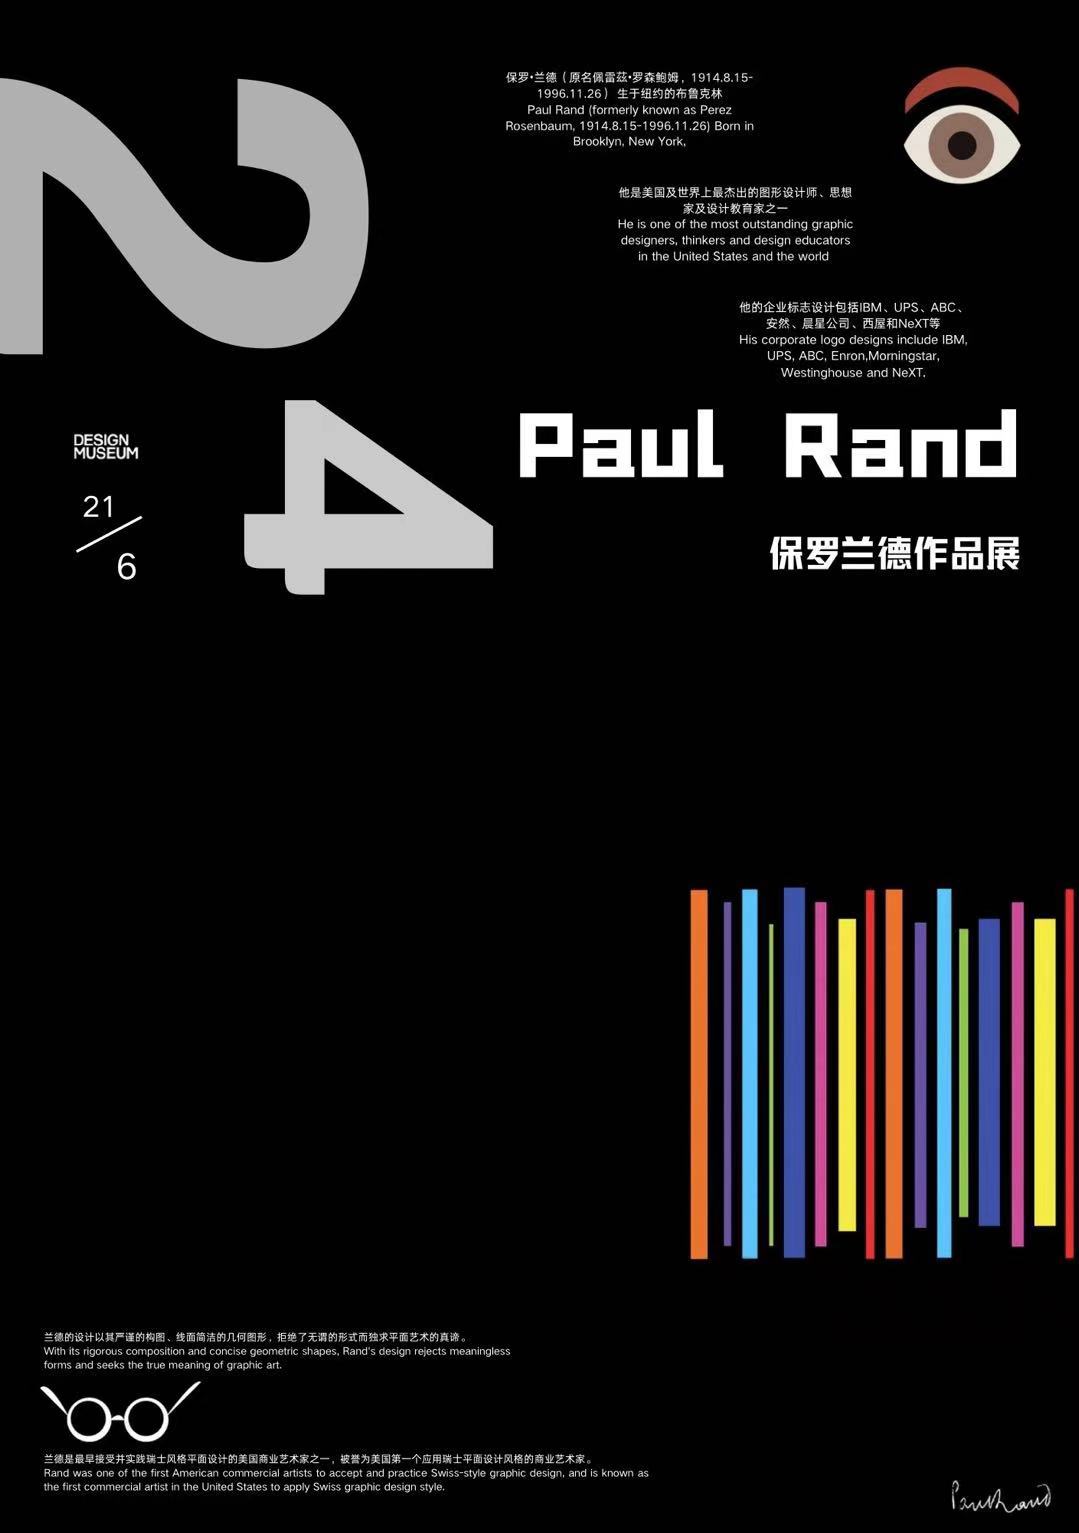 保罗•兰德（原名佩雷茲•罗森鲍姆，1914.8.15-
1996.11.26） 生于纽约的布鲁克林
Paul Rand (formerly known as Perez
Rosenbaum, 1914.8.15-1996.11.26) Born in
Brooklyn, New York,
他是美国及世界上最杰出的图形设计师、思想
家及设计教育家之一
He is one of the most outstanding graphic
designers, thinkers and design educators
in the United States and the world
他的企业标志设计包括IBM、UPS、ABC、
安然、晨星公司、西屋和NeXT等
His corporate logo designs include IBM,
UPS, ABC, Enron,Morningstar,
Westinghouse and NeXT.
2
4
Paul Rand
DESIGN
MUSEUM
21
6
保罗兰德作品展
兰德的设计以其严谨的构图、线面简洁的几何图形，拒绝了无谓的形式而独求平面艺术的真谛。
With its rigorous composition and concise geometric shapes, Rand's design rejects meaningless
forms and seeks the true meaning of graphic art.
兰德是最早接受并实践瑞士风格平面设计的美国商业艺术家之一，被誉为美国第一个应用瑞士平面设计风格的商业艺术家。
Rand was one of the first American commercial artists to accept and practice Swiss-style graphic design, and is known as
the first commercial artist in the United States to apply Swiss graphic design style.
Paul Rand